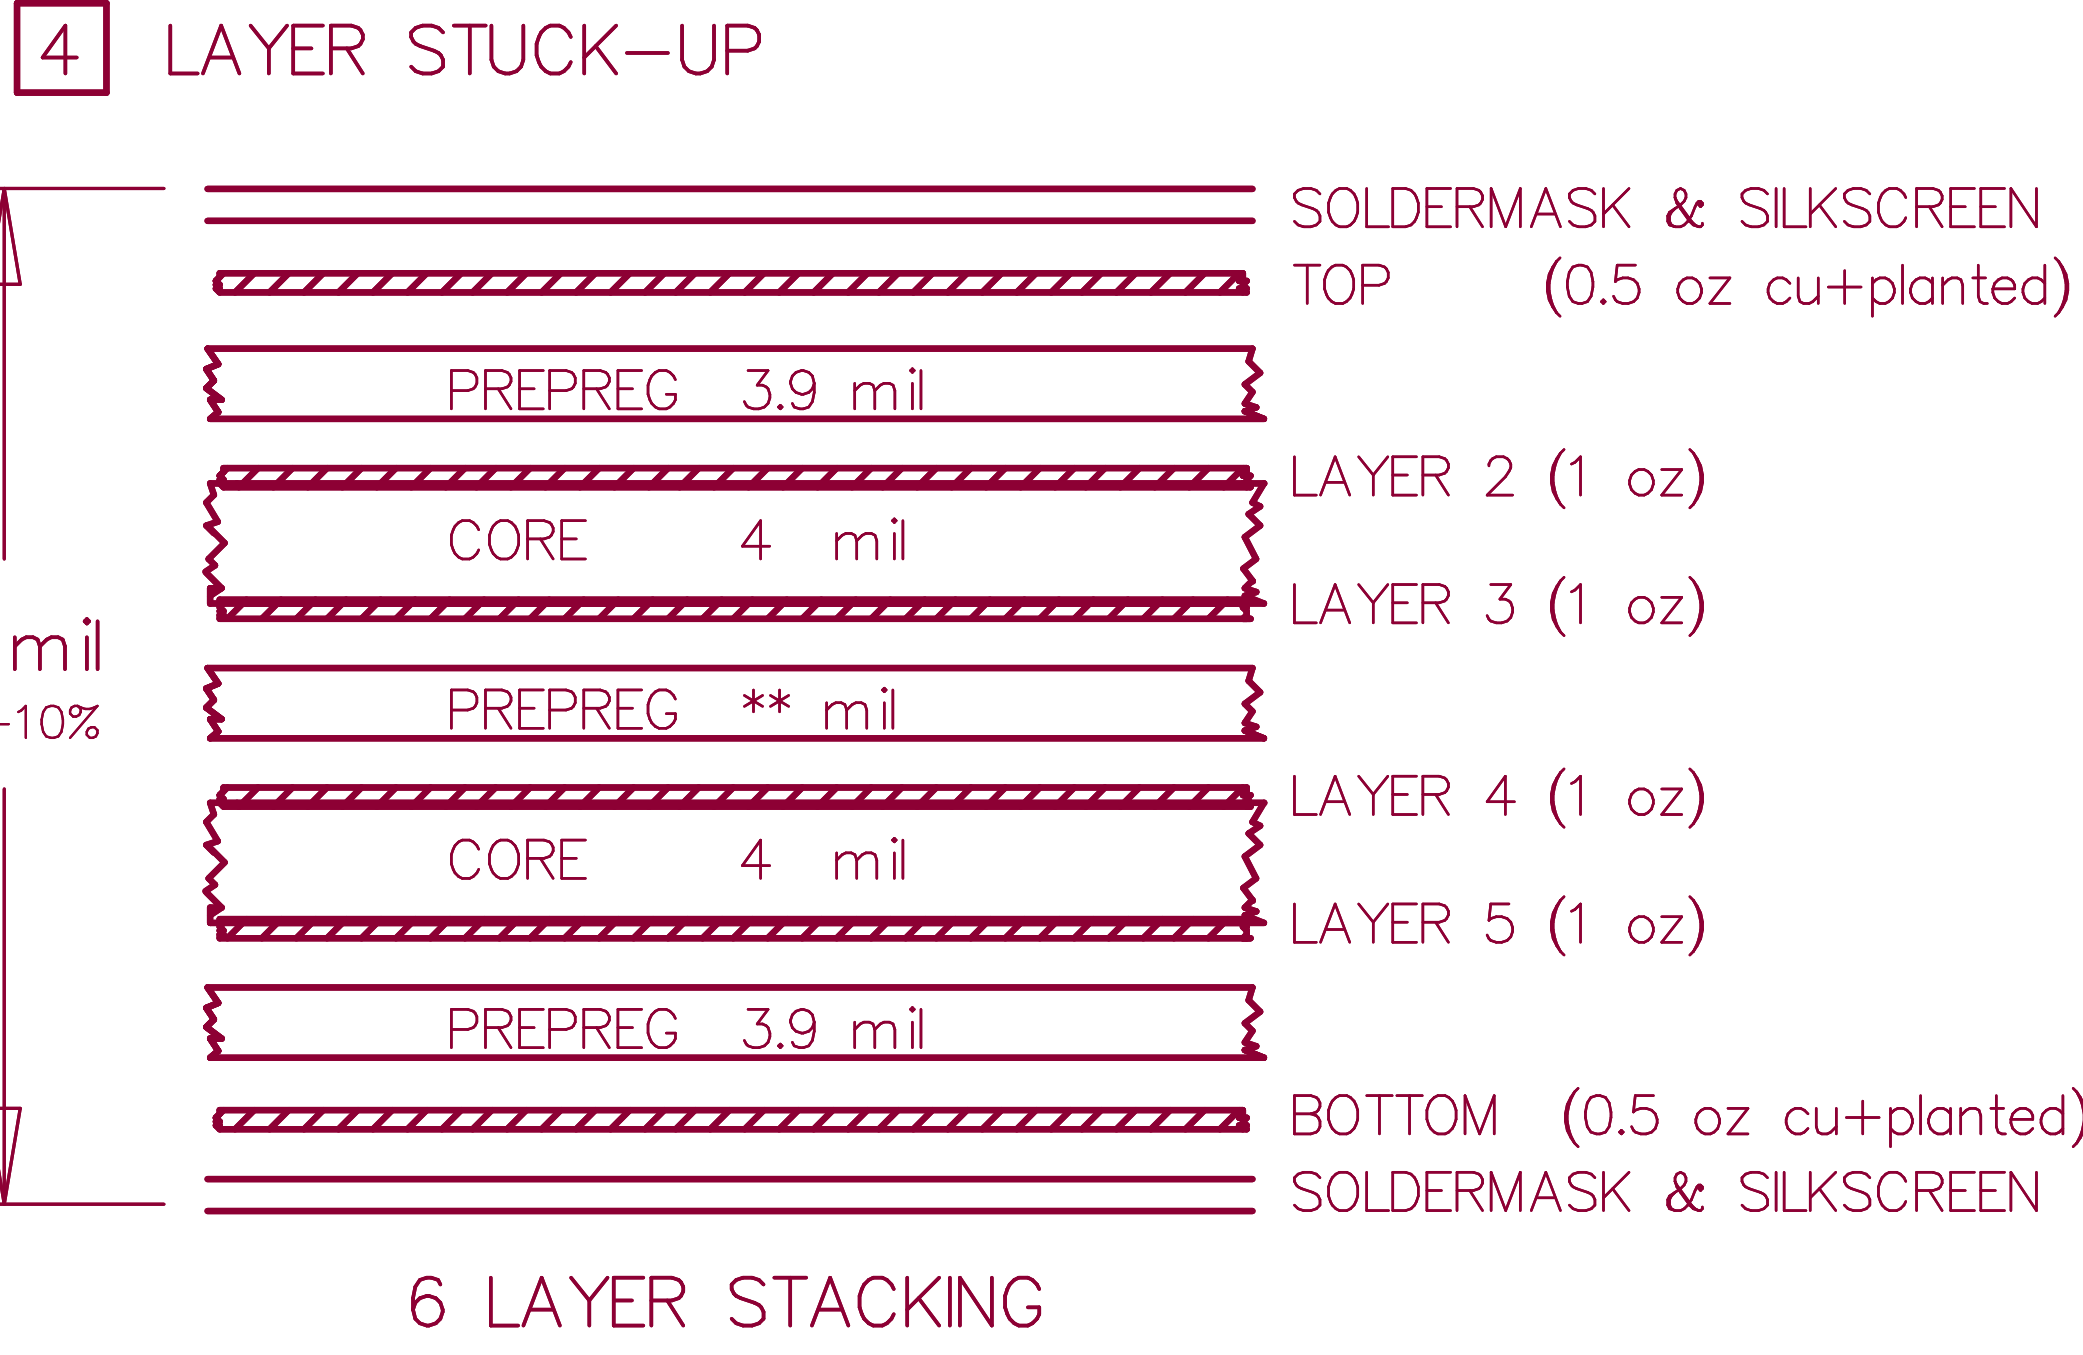 4 LAYER STUCK-UP
SOLDERMASK & SILKSCREEN
TOP (0.5 oz cu+planted)
PREPREG 3.9 mil
LAYER 2 (1 oz)
CORE 4 mil
LAYER 3 (1 oz)
mil
-10%
PREPREG ** mil
LAYER 4 (1 oz)
CORE 4 mil
LAYER 5 (1 oz)
PREPREG 3.9 mil
BOTTOM (0.5 oz cu+planted)
SOLDERMASK & SILKSCREEN
6 LAYER STACKING